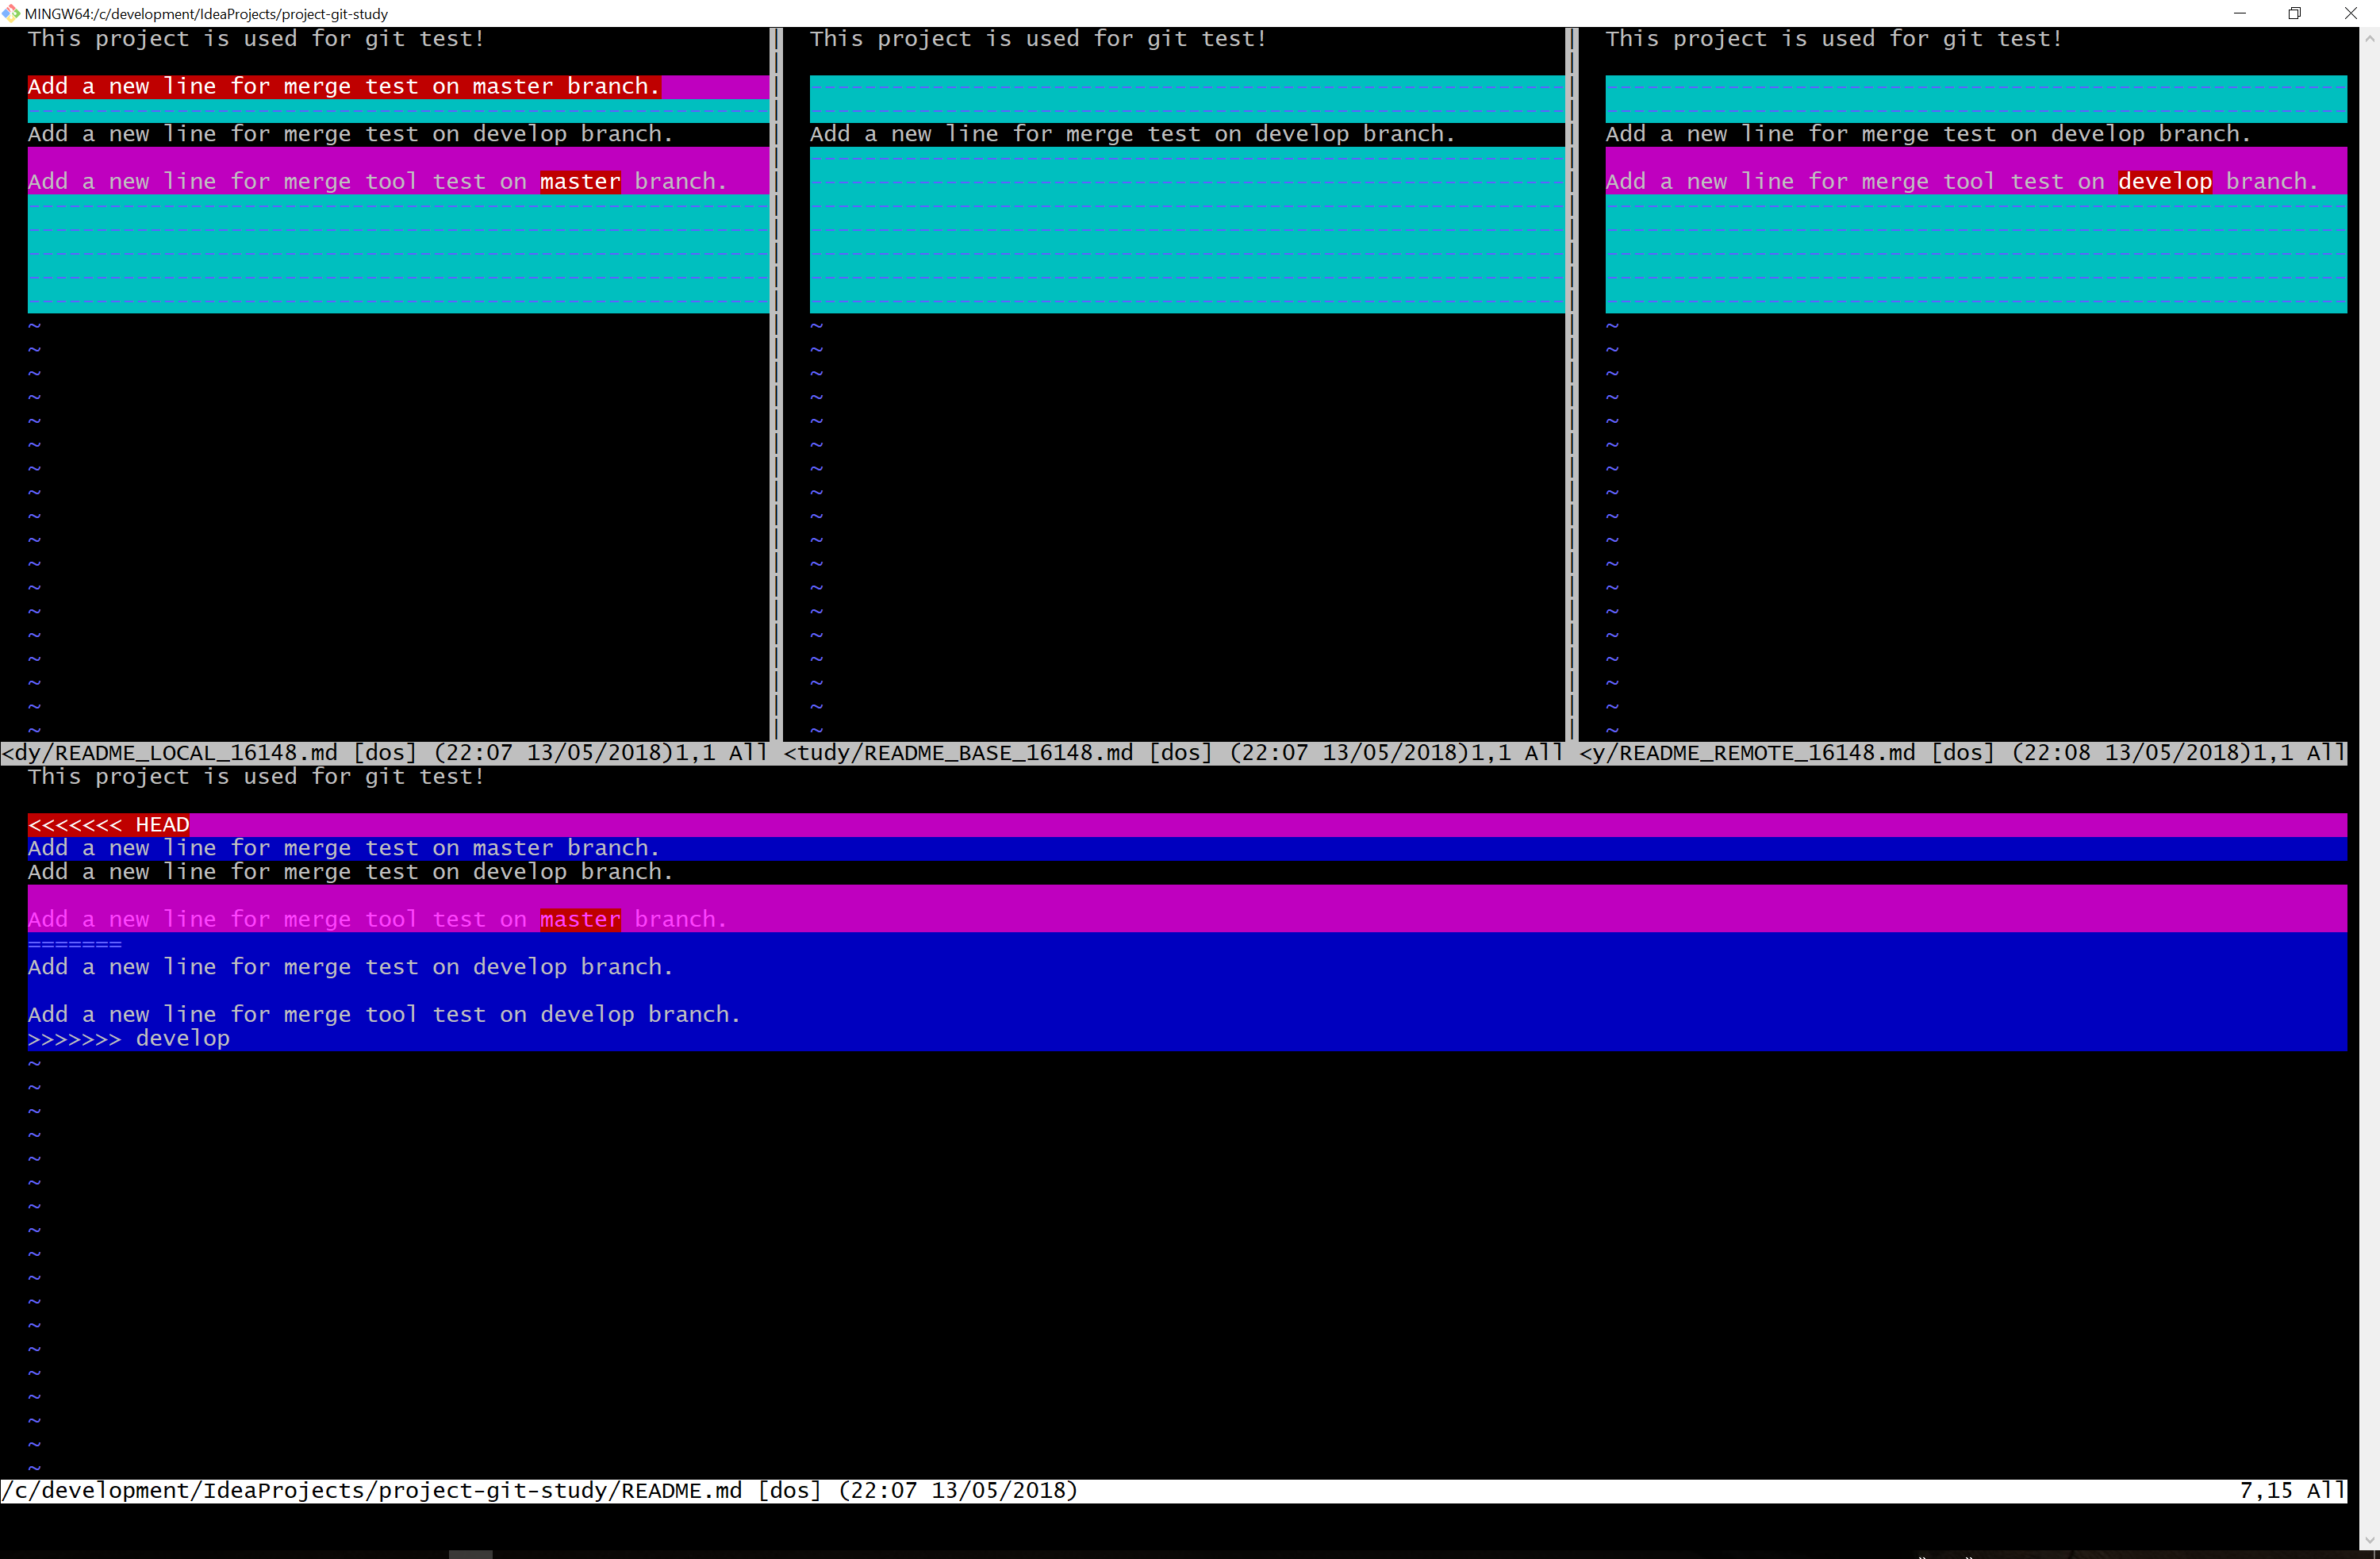 MINGW64:/c/development/IdeaProjects/project-git-study
This project is used for git test!
Add a new line for merge test on master branch.
Add a new line for merge test on develop branch.
Add a new line for merge tool test on master branch.
<dy/README_LOCAL_16148.md [dos] (22:07 13/05/2018)1,1 All
This project is used for git test!
Add a new line for merge test on develop branch.
<tudy/README_BASE_16148.md [dos] (22:07 13/05/2018)1,1 All
This project is used for git test!
Add a new line for merge test on develop branch.
Add a new line for merge tool test on develop branch.
<y/README_REMOTE_16148.md [dos] (22:08 13/05/2018)1,1 All
This project is used for git test!
<<<<<<< HEAD
Add a new line for merge test on master branch.
Add a new line for merge test on develop branch.
Add a new line for merge tool test on master branch.
=======
Add a new line for merge test on develop branch.
Add a new line for merge tool test on develop branch.
>>>>>>> develop
/c/development/IdeaProjects/project-git-study/README.md [dos] (22:07 13/05/2018) 7,15 All